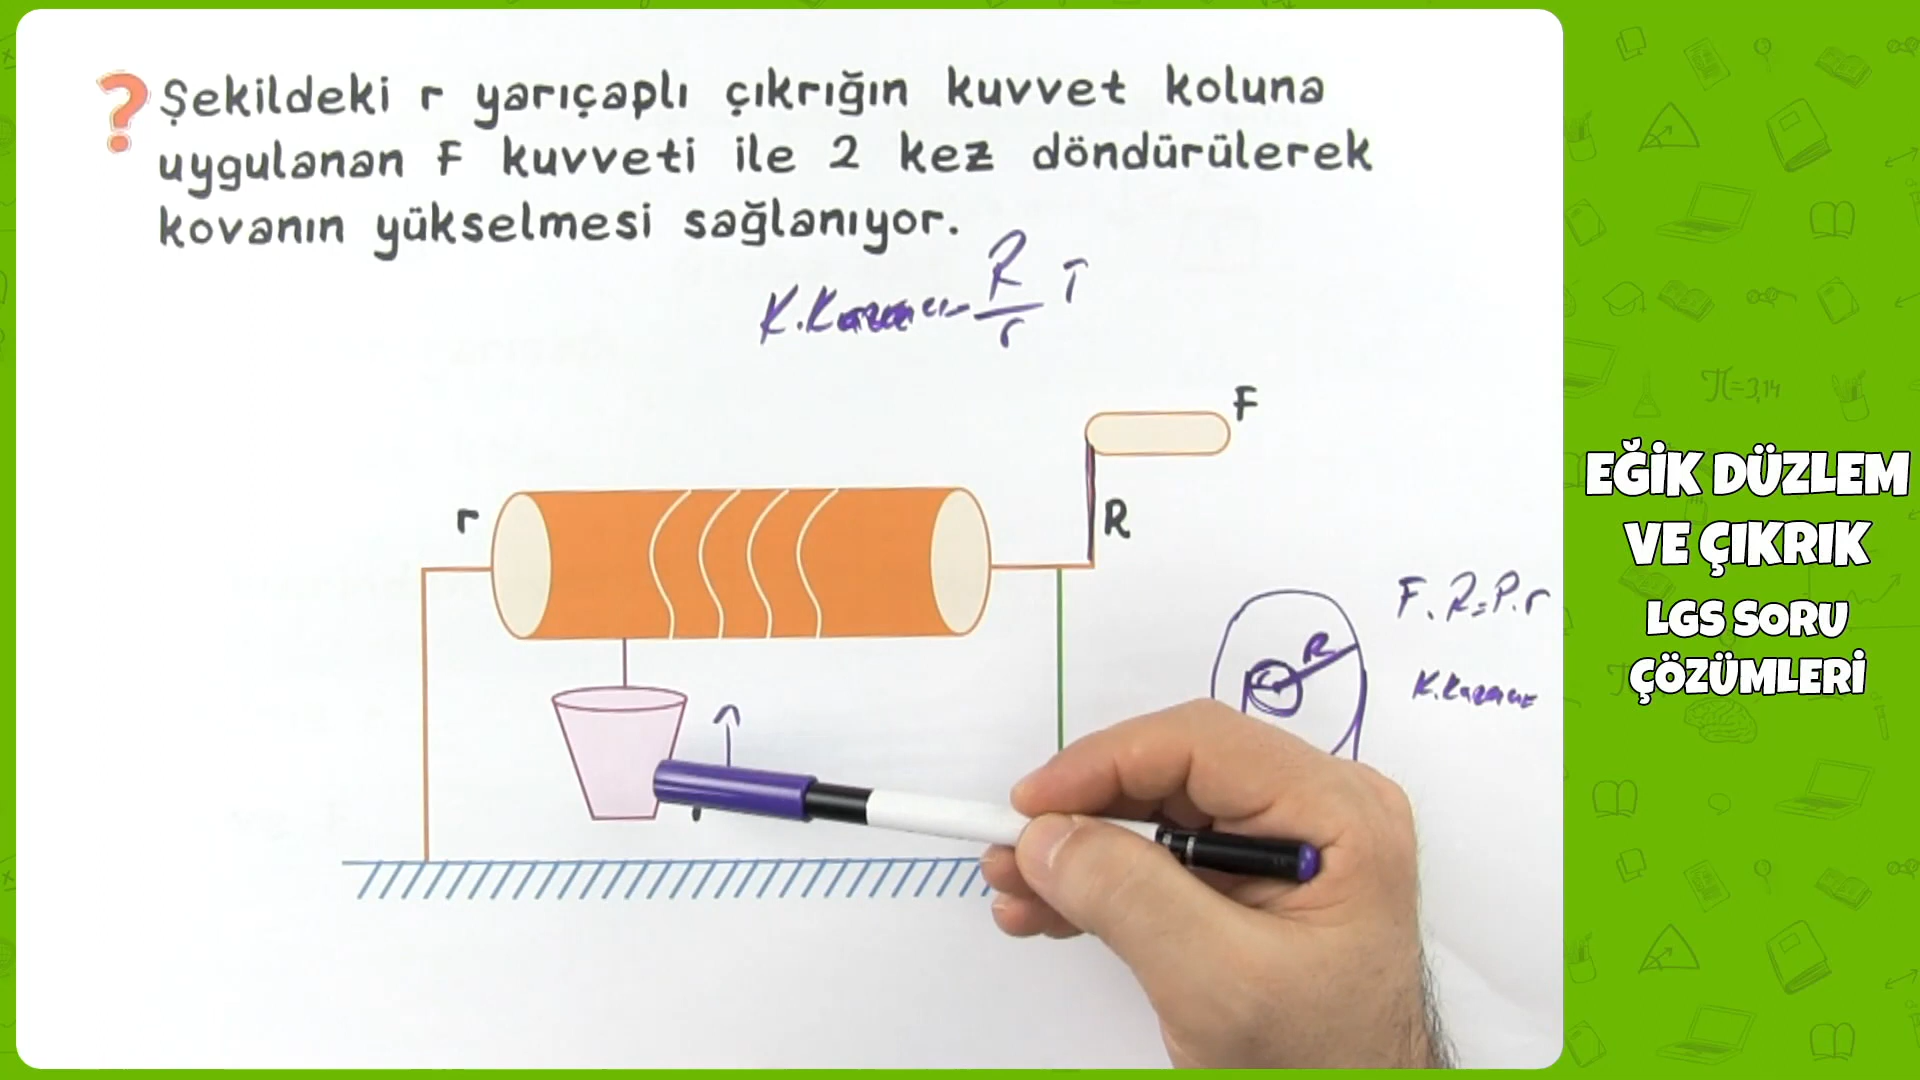 Şekildeki r yarıçaplı çıkrığın kuvvet koluna
uygulanan F kuvveti ile 2 kez döndürülerek
kovanın yükselmesi sağlanıyor.
R
r
F
r
R
R
F.R=P.r
EĞİK DÜZLEM
VE ÇIKRIK
LGS SORU
ÇÖZÜMLERİ
π=3,14